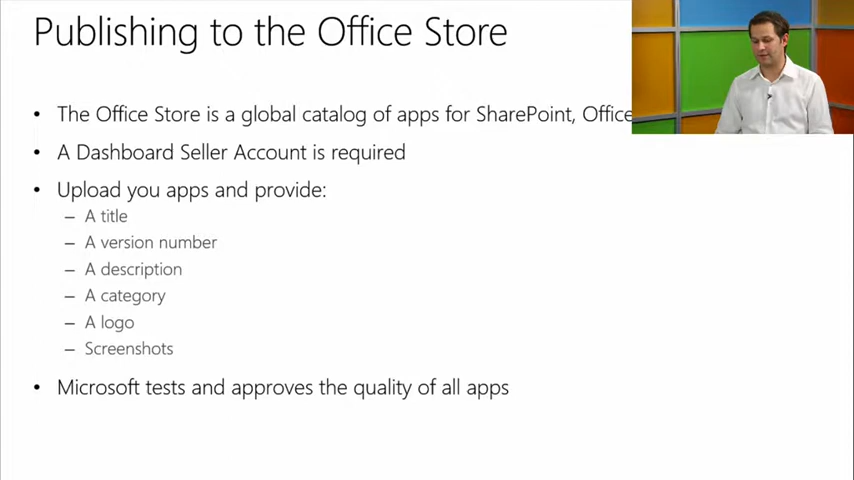 Publishing to the Office Store
• The Office Store is a global catalog of apps for SharePoint, Office
• A Dashboard Seller Account is required
• Upload you apps and provide:
– A title
– A version number
– A description
– A category
– A logo
– Screenshots
• Microsoft tests and approves the quality of all apps